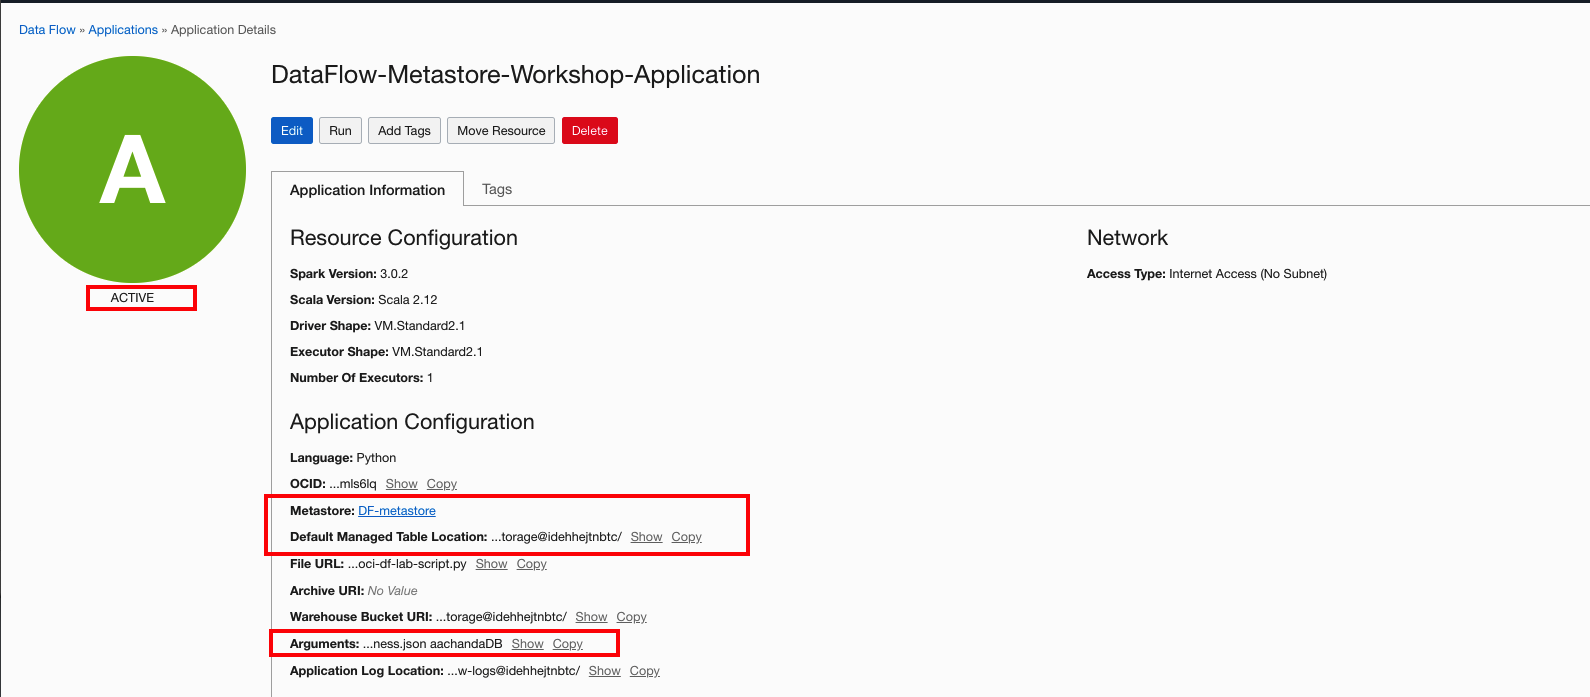 Data Flow » Applications » Application Details
A
ACTIVE
DataFlow-Metastore-Workshop-Application
Edit Run Add Tags Move Resource Delete
Application Information Tags
Resource Configuration
Spark Version: 3.0.2
Scala Version: Scala 2.12
Driver Shape: VM.Standard2.1
Executor Shape: VM.Standard2.1
Number Of Executors: 1
Network
Access Type: Internet Access (No Subnet)
Application Configuration
Language: Python
OCID: ...mls6lq Show Copy
Metastore: DF-metastore
Default Managed Table Location: ...torage@idehhejtnbtc/ Show Copy
File URL: ...oci-df-lab-script.py Show Copy
Archive URI: No Value
Warehouse Bucket URI: ...torage@idehhejtnbtc/ Show Copy
Arguments: ...ness.json aachandaDB Show Copy
Application Log Location: ...w-logs@idehhejtnbtc/ Show Copy